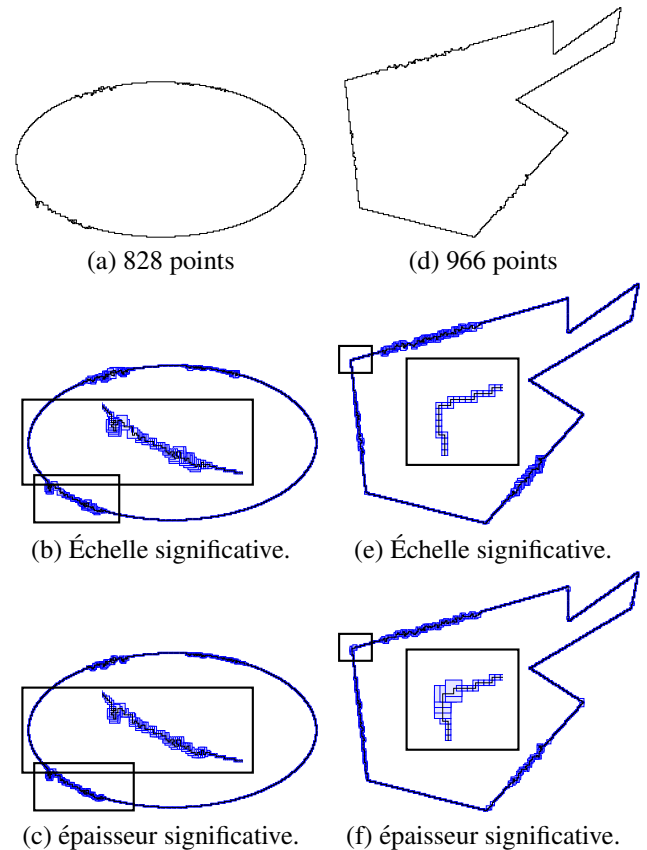 (a) 828 points
(d) 966 points
(b) Échelle significative.
(e) Échelle significative.
(c) épaisseur significative.
(f) épaisseur significative.